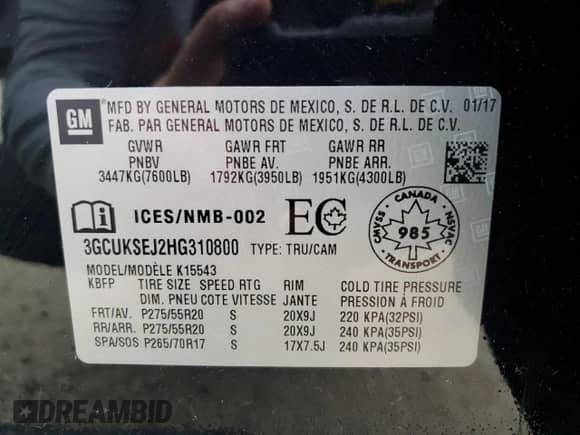 GM
MFD BY GENERAL MOTORS DE MEXICO, S. DE R.L. DE C.V. 01/17
FAB. PAR GENERAL MOTORS DE MEXICO, S. DE R.L. DE C.V.
GVWR GAWR FRT GAWR RR
PNBV PNBE AV. PNBE ARR.
3447KG(7600LB) 1792KG(3950LB) 1951KG(4300LB)
i ICES/NMB-002 EC
CANADA
CMVSS NSVAC
985
TRANSPORT
3GCUKSEJ2HG310800 TYPE: TRU/CAM
MODEL/MODÈLE K15543
KBFP TIRE SIZE SPEED RTG RIM COLD TIRE PRESSURE
DIM. PNEU COTE VITESSE JANTE PRESSION À FROID
FRT/AV. P275/55R20 S 20X9J 220 KPA(32PSI)
RR/ARR. P275/55R20 S 20X9J 240 KPA(35PSI)
SPA/SOS P265/70R17 S 17X7.5J 240 KPA(35PSI)
DREAMBID